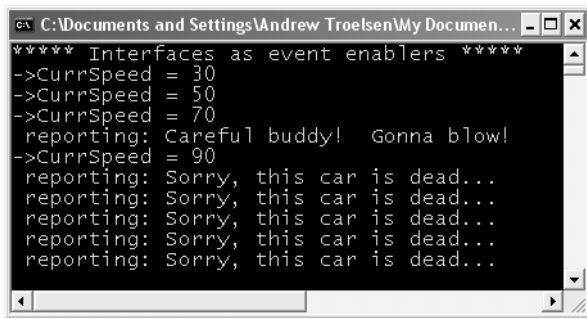 C:\Documents and Settings\Andrew Troelsen\My Documen...
***** Interfaces as event enablers *****
->CurrSpeed = 30
->CurrSpeed = 50
->CurrSpeed = 70
reporting: Careful buddy!  Gonna blow!
->CurrSpeed = 90
reporting: Sorry, this car is dead...
reporting: Sorry, this car is dead...
reporting: Sorry, this car is dead...
reporting: Sorry, this car is dead...
reporting: Sorry, this car is dead...